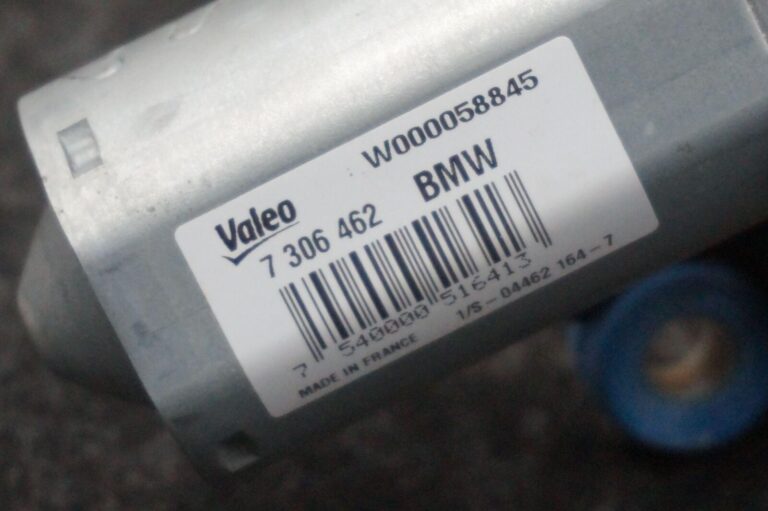 W000058845
Valeo
7 306 462 BMW
7 540000 516413
1/S - 04462 164 - 7
MADE IN FRANCE